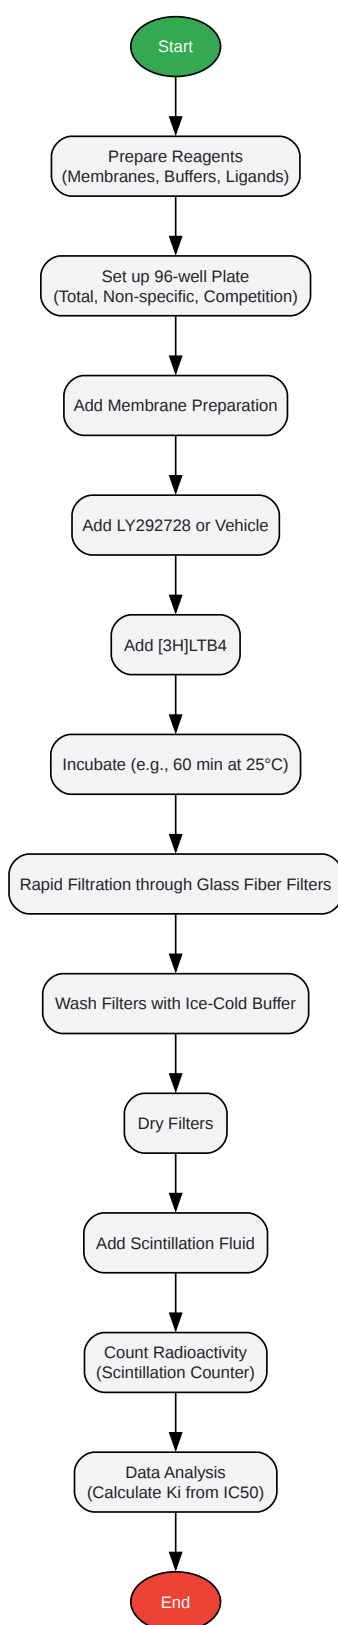 Start
Prepare Reagents
(Membranes, Buffers, Ligands)
Set up 96-well Plate
(Total, Non-specific, Competition)
Add Membrane Preparation
Add LY292728 or Vehicle
Add [3H]LTB4
Incubate (e.g., 60 min at 25°C)
Rapid Filtration through Glass Fiber Filters
Wash Filters with Ice-Cold Buffer
Dry Filters
Add Scintillation Fluid
Count Radioactivity
(Scintillation Counter)
Data Analysis
(Calculate Ki from IC50)
End